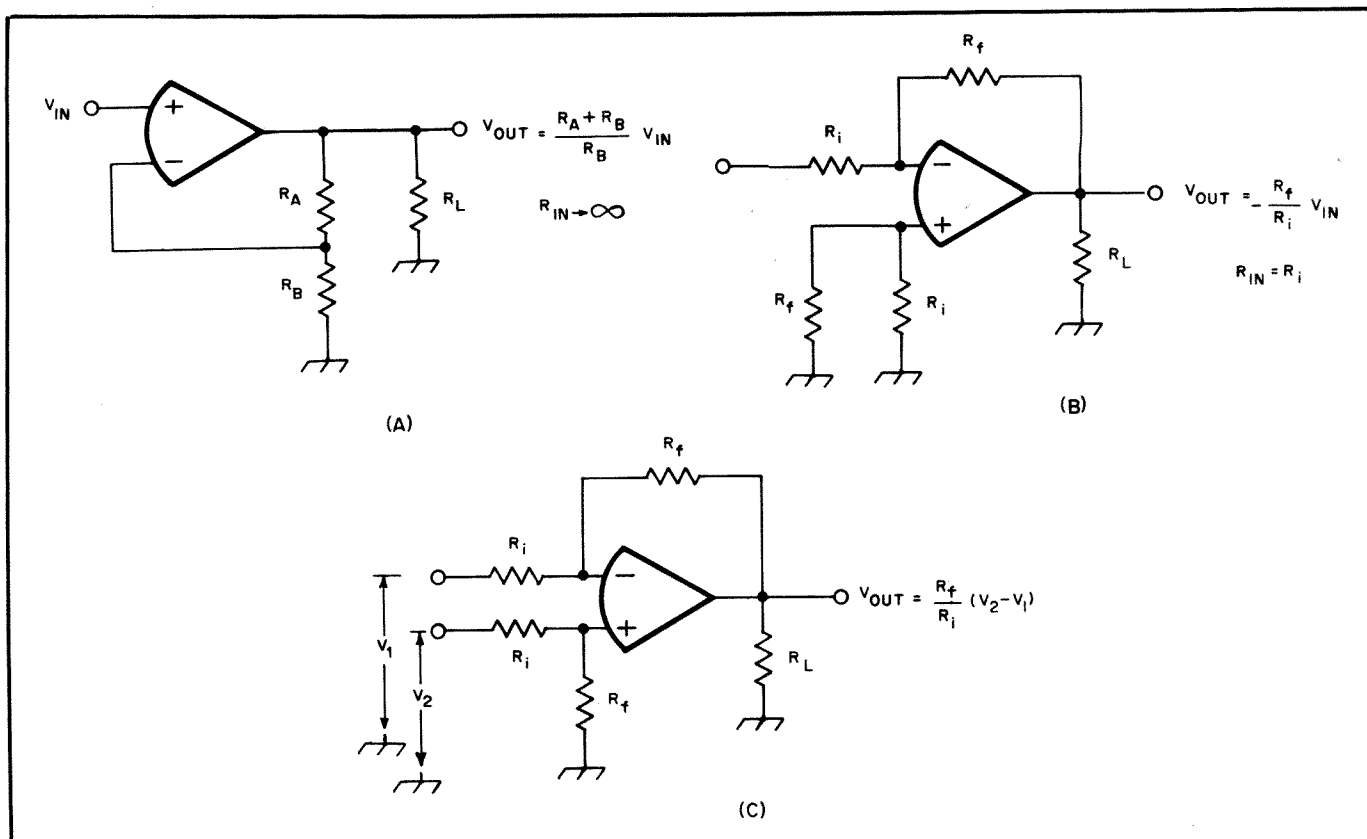 V_IN
+
−
R_A
R_B
R_L
V_OUT = (R_A + R_B) / R_B V_IN
R_IN → ∞
(A)
R_f
R_i
−
+
R_f
R_i
R_L
V_OUT = − R_f / R_i V_IN
R_IN = R_i
(B)
R_f
R_i
−
+
R_i
R_f
R_L
V_1
V_2
V_OUT = R_f / R_i (V_2 − V_1)
(C)